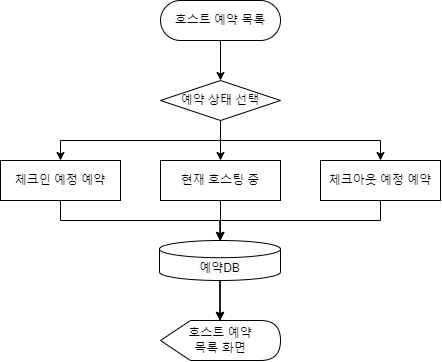 호스트 예약 목록
예약 상태 선택
체크인 예정 예약
현재 호스팅 중
체크아웃 예정 예약
예약DB
호스트 예약
목록 화면